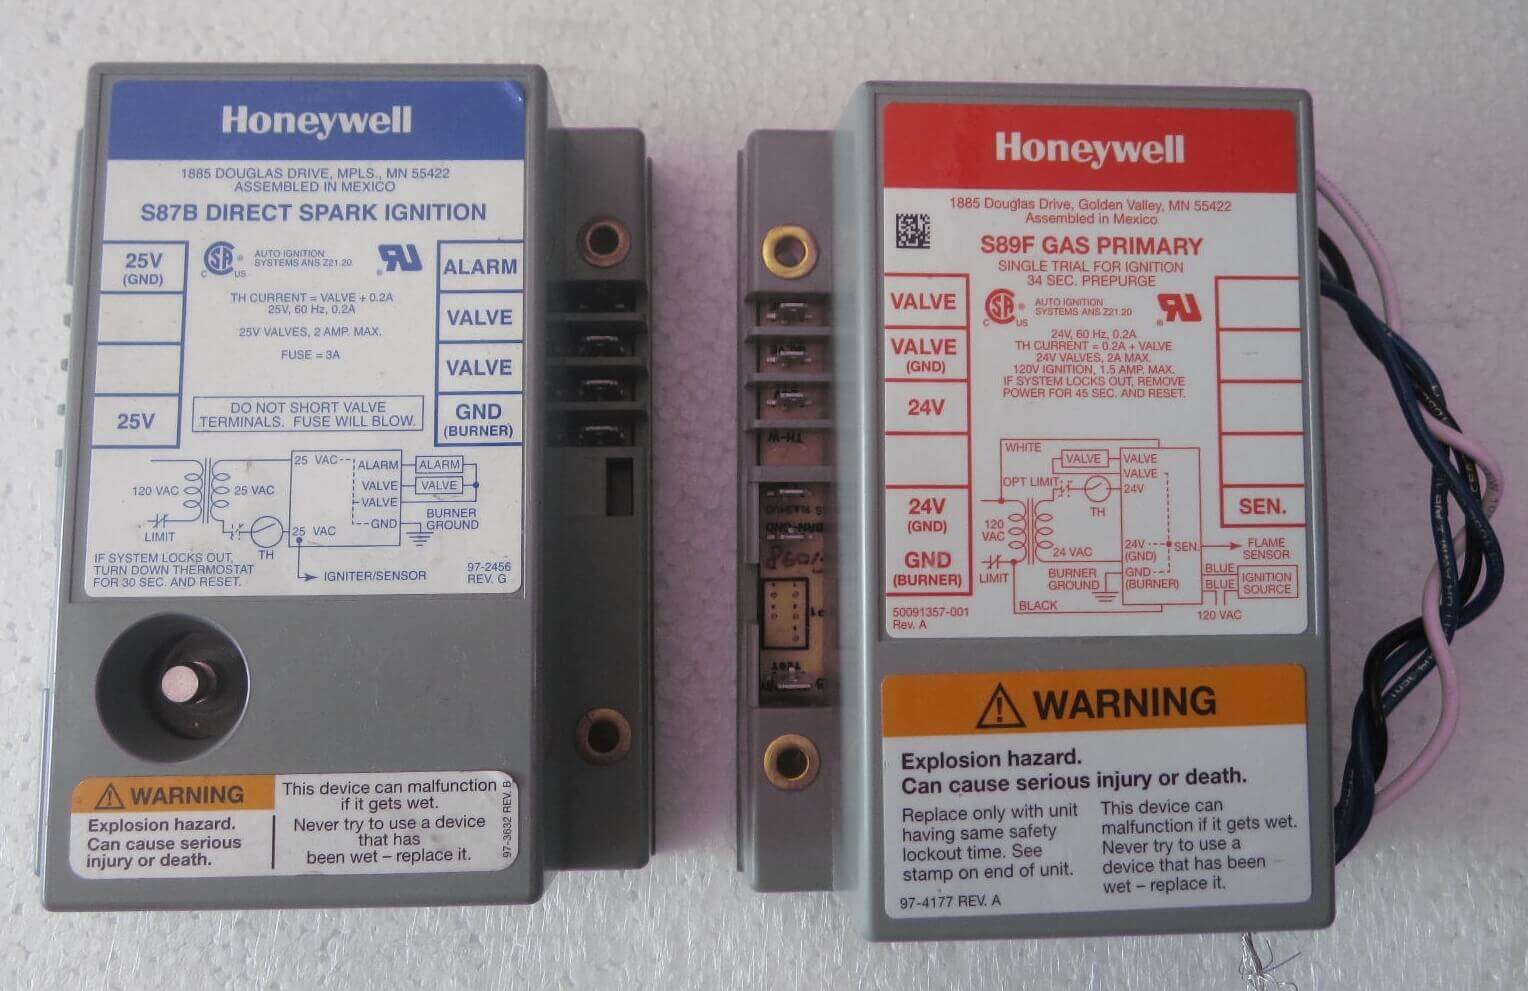 Honeywell
1885 DOUGLAS DRIVE, MPLS., MN 55422
ASSEMBLED IN MEXICO
S87B DIRECT SPARK IGNITION
25V
(GND)
25V
CSA
C US
AUTO IGNITION
SYSTEMS ANS Z21.20
TH CURRENT = VALVE + 0.2A
25V, 60 Hz, 0.2A
25V VALVES, 2 AMP. MAX.
FUSE = 3A
DO NOT SHORT VALVE
TERMINALS. FUSE WILL BLOW.
ALARM
VALVE
VALVE
GND
(BURNER)
25 VAC
ALARM
ALARM
120 VAC
25 VAC
VALVE
VALVE
VALVE
GND
BURNER
GROUND
LIMIT
TH
25 VAC
IGNITER/SENSOR
IF SYSTEM LOCKS OUT,
TURN DOWN THERMOSTAT
FOR 30 SEC. AND RESET.
97-2456
REV. G
WARNING
Explosion hazard.
Can cause serious
injury or death.
This device can malfunction
if it gets wet.
Never try to use a device
that has
been wet – replace it.
97-3632 REV. B
Honeywell
1885 Douglas Drive, Golden Valley, MN 55422
Assembled in Mexico
S89F GAS PRIMARY
SINGLE TRIAL FOR IGNITION
34 SEC. PREPURGE
VALVE
VALVE
(GND)
24V
24V
(GND)
GND
(BURNER)
CSA
C US
AUTO IGNITION
SYSTEMS ANS Z21.20
24V, 60 Hz, 0.2A
TH CURRENT = 0.2A + VALVE
24V VALVES, 2A MAX.
120V IGNITION, 1.5 AMP. MAX.
IF SYSTEM LOCKS OUT, REMOVE
POWER FOR 45 SEC. AND RESET.
SEN.
WHITE
VALVE
VALVE
VALVE
OPT LIMIT
24V
TH
120
VAC
24 VAC
24V
(GND)
SEN.
FLAME
SENSOR
LIMIT
BURNER
GROUND
GND
(BURNER)
BLUE
BLUE
IGNITION
SOURCE
BLACK
120 VAC
50091357-001
Rev. A
WARNING
Explosion hazard.
Can cause serious injury or death.
Replace only with unit
having same safety
lockout time. See
stamp on end of unit.
This device can
malfunction if it gets wet.
Never try to use a
device that has been
wet – replace it.
97-4177 REV. A
TH-W
TEST